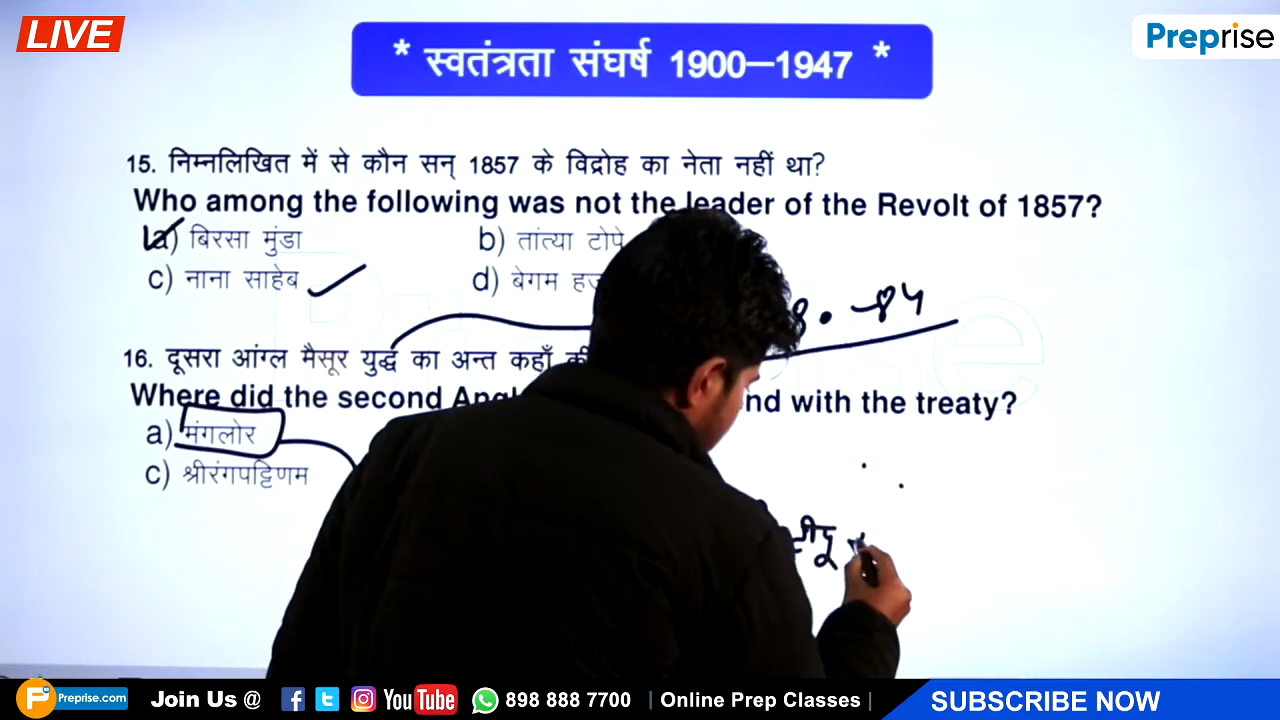 LIVE
* स्वतंत्रता संघर्ष 1900–1947 *
Preprise
15. निम्नलिखित में से कौन सन् 1857 के विद्रोह का नेता नहीं था?
Who among the following was not the leader of the Revolt of 1857?
a) बिरसा मुंडा b) तांत्या टोपे
c) नाना साहेब d) बेगम
84
16. दूसरा आंग्ल मैसूर युद्ध का अन्त कहाँ
Where did the second with the treaty?
a) मंगलोर
c) श्रीरंगपट्टिणम
Preprise.com Join Us @ YouTube 898 888 7700 | Online Prep Classes | SUBSCRIBE NOW